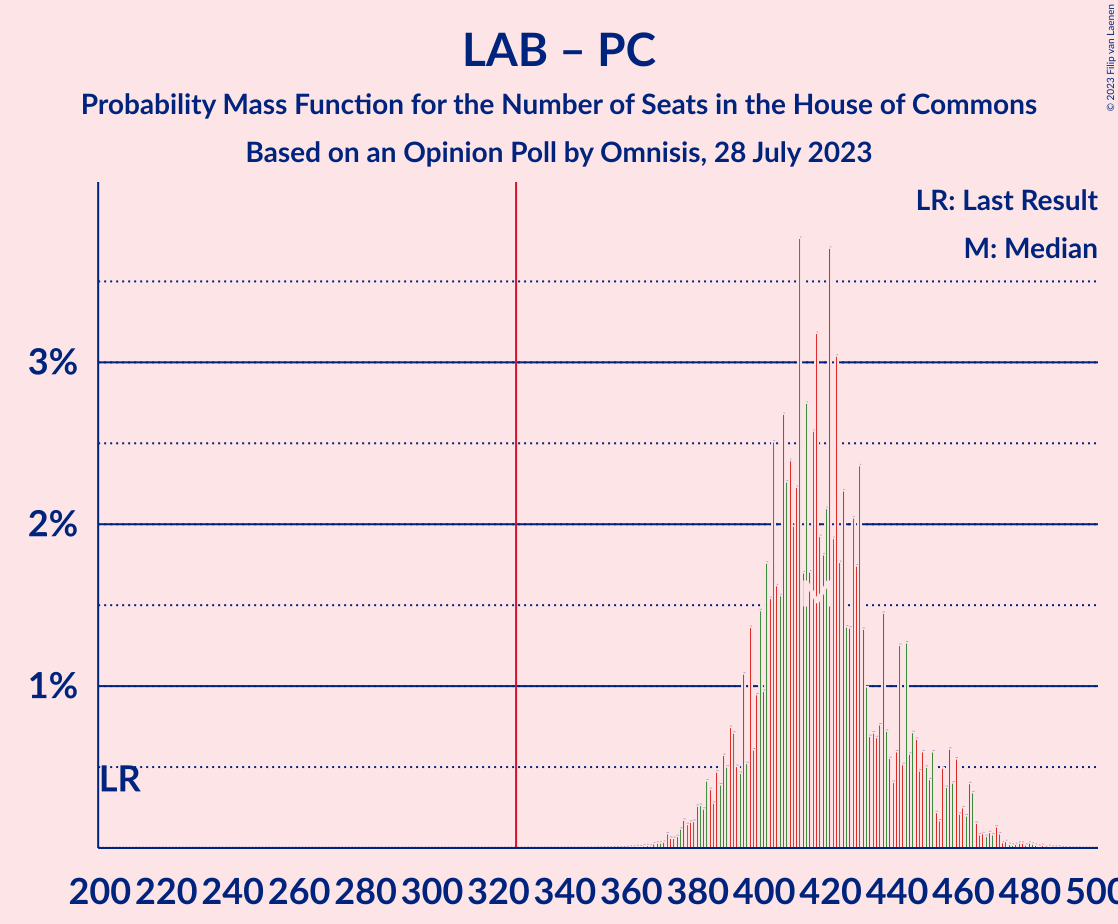 LAB – PC
Probability Mass Function for the Number of Seats in the House of Commons
Based on an Opinion Poll by Omnisis, 28 July 2023
© 2023 Filip van Laenen
LR: Last Result
M: Median
3%
2%
1%
LR
M
200 220 240 260 280 300 320 340 360 380 400 420 440 460 480 500